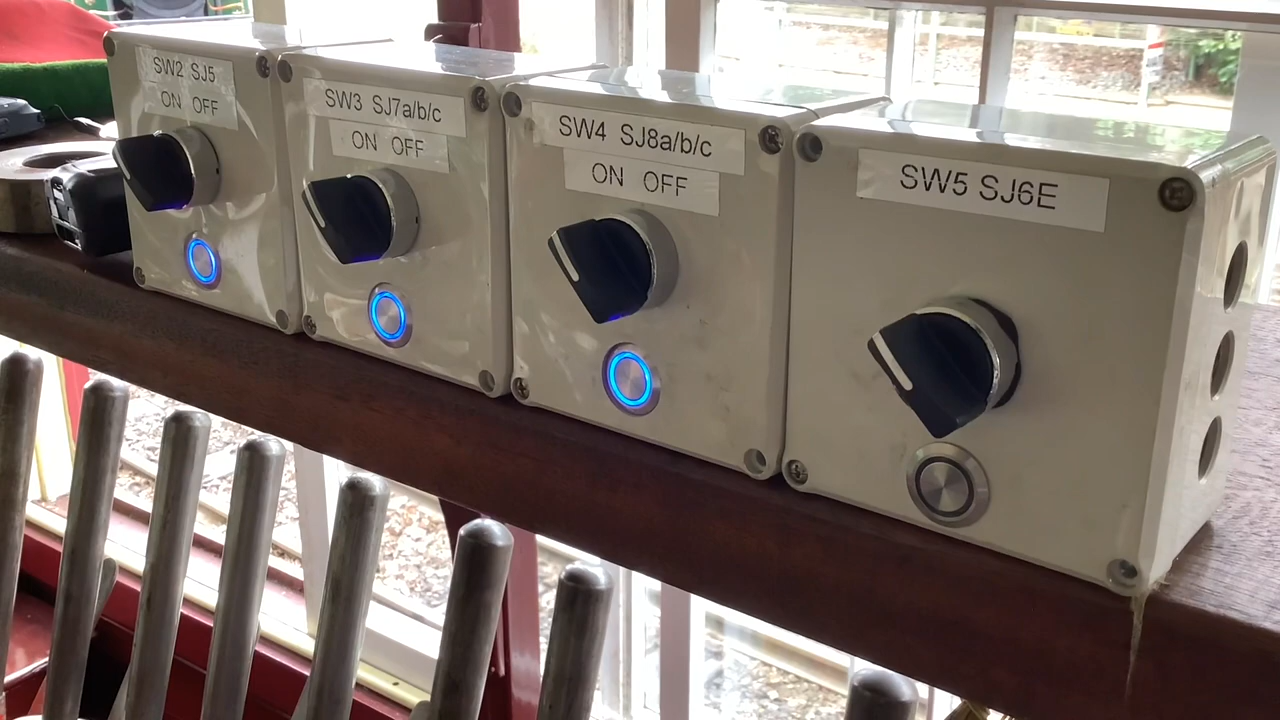 SW2 SJ5
ON OFF
SW3 SJ7a/b/c
ON OFF
SW4 SJ8a/b/c
ON OFF
SW5 SJ6E